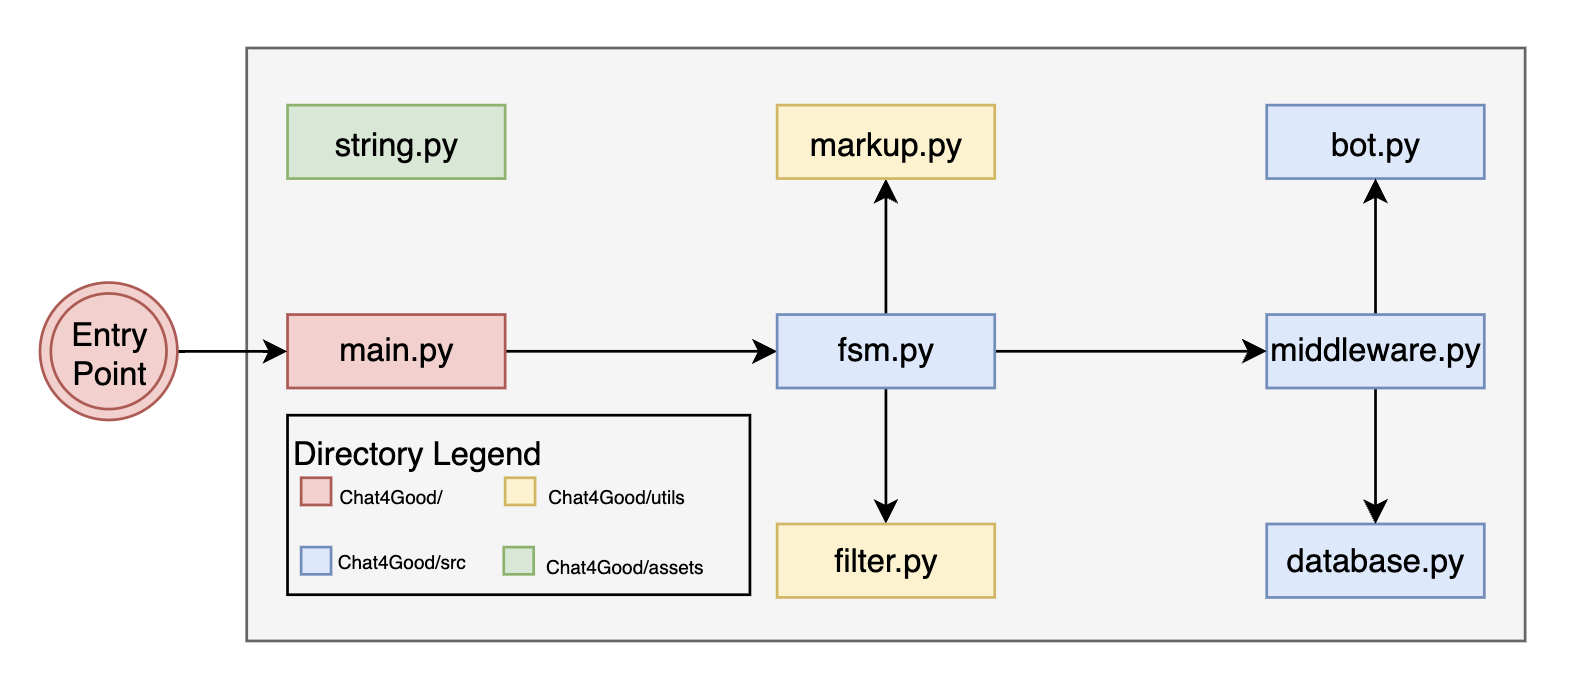 string.py
markup.py
bot.py
Entry
Point
main.py
fsm.py
middleware.py
Directory Legend
Chat4Good/
Chat4Good/utils
Chat4Good/src
Chat4Good/assets
filter.py
database.py